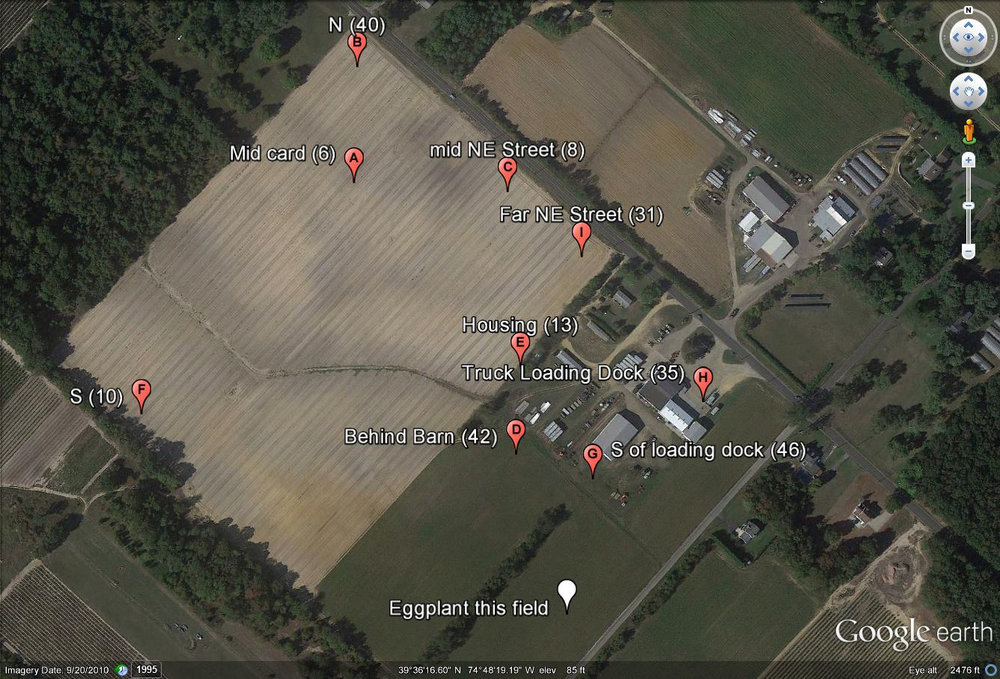 N (40)
B
N
Mid card (6)
A
mid NE Street (8)
C
Far NE Street (31)
I
Housing (13)
E
Truck Loading Dock (35)
H
S (10)
F
Behind Barn (42)
D
G
S of loading dock (46)
Eggplant this field
Google earth
Imagery Date: 9/20/2010
1995
39°36'16.60" N 74°48'19.19" W elev 85 ft
Eye alt 2476 ft